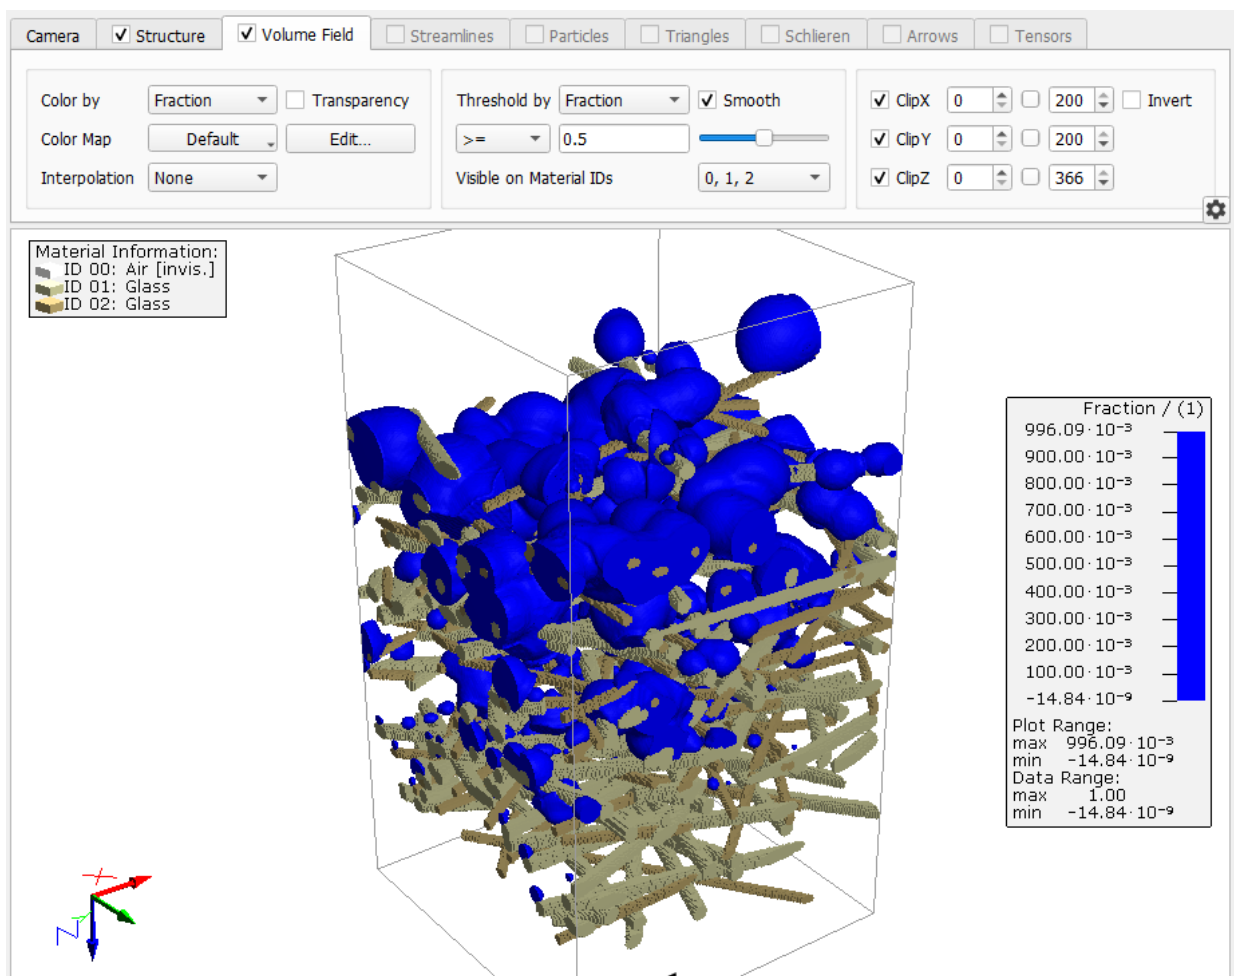 Camera Structure Volume Field Streamlines Particles Triangles Schlieren Arrows Tensors
Color by Fraction Transparency
Color Map Default Edit...
Interpolation None
Threshold by Fraction Smooth
>= 0.5
Visible on Material IDs 0, 1, 2
ClipX 0 200 Invert
ClipY 0 200
ClipZ 0 366
Material Information:
ID 00: Air [invis.]
ID 01: Glass
ID 02: Glass
Fraction / (1)
996.09·10⁻³
900.00·10⁻³
800.00·10⁻³
700.00·10⁻³
600.00·10⁻³
500.00·10⁻³
400.00·10⁻³
300.00·10⁻³
200.00·10⁻³
100.00·10⁻³
-14.84·10⁻⁹
Plot Range:
max 996.09·10⁻³
min -14.84·10⁻⁹
Data Range:
max 1.00
min -14.84·10⁻⁹
X
Y
Z